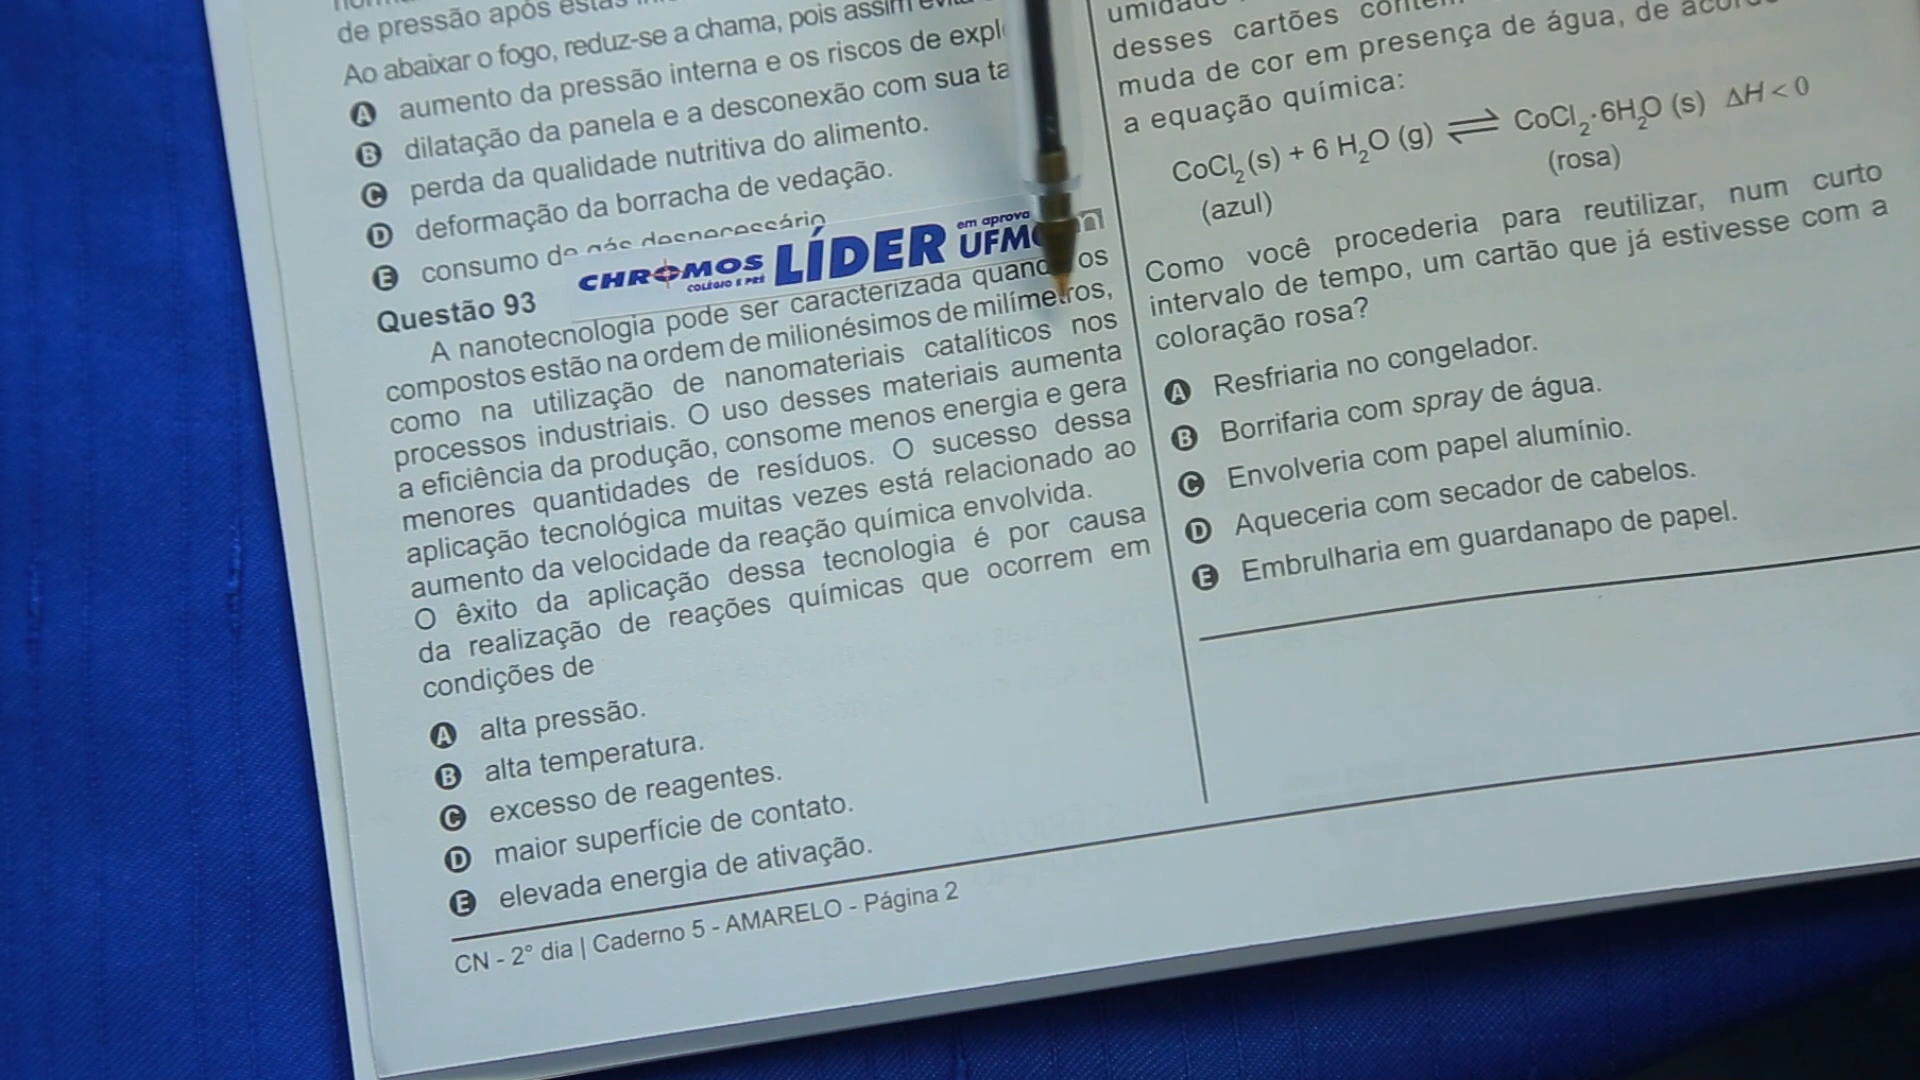 de pressão após
Ao abaixar o fogo, reduz-se a chama, pois assim
A aumento da pressão interna e os riscos de
B dilatação da panela e a desconexão com sua
C perda da qualidade nutritiva do alimento.
D deformação da borracha de vedação.
E consumo de gás desnecessário
CHROMOS
COLÉGIO E PRÉ
LÍDER
em aprova
Questão 93
A nanotecnologia pode ser caracterizada quando os
compostos estão na ordem de milionésimos de milímetros,
como na utilização de nanomateriais catalíticos nos
processos industriais. O uso desses materiais aumenta
a eficiência da produção, consome menos energia e gera
menores quantidades de resíduos. O sucesso dessa
aplicação tecnológica muitas vezes está relacionado ao
aumento da velocidade da reação química envolvida.
O êxito da aplicação dessa tecnologia é por causa
da realização de reações químicas que ocorrem em
condições de
A alta pressão.
B alta temperatura.
C excesso de reagentes.
D maior superfície de contato.
E elevada energia de ativação.
CN - 2° dia | Caderno 5 - AMARELO - Página 2
desses cartões
muda de cor em presença de água, de
a equação química:
CoCl2(s) + 6 H2O (g) ⇌ CoCl2·6H2O (s) ΔH < 0
(azul) (rosa)
Como você procederia para reutilizar, num curto
intervalo de tempo, um cartão que já estivesse com a
coloração rosa?
A Resfriaria no congelador.
B Borrifaria com spray de água.
C Envolveria com papel alumínio.
D Aqueceria com secador de cabelos.
E Embrulharia em guardanapo de papel.